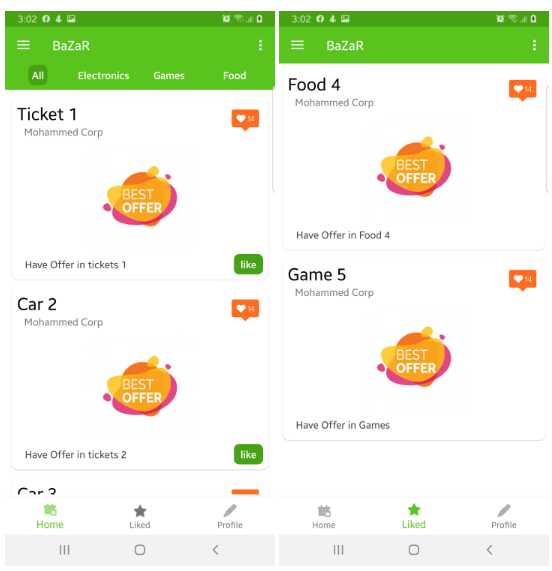 3:02
BaZaR
All Electronics Games Food
Ticket 1
14
Mohammed Corp
BEST
OFFER
Have Offer in tickets 1
like
Car 2
14
Mohammed Corp
BEST
OFFER
Have Offer in tickets 2
like
Car 3
Home Liked Profile
3:02
BaZaR
Food 4
14
Mohammed Corp
BEST
OFFER
Have Offer in Food 4
Game 5
14
Mohammed Corp
BEST
OFFER
Have Offer in Games
Home Liked Profile